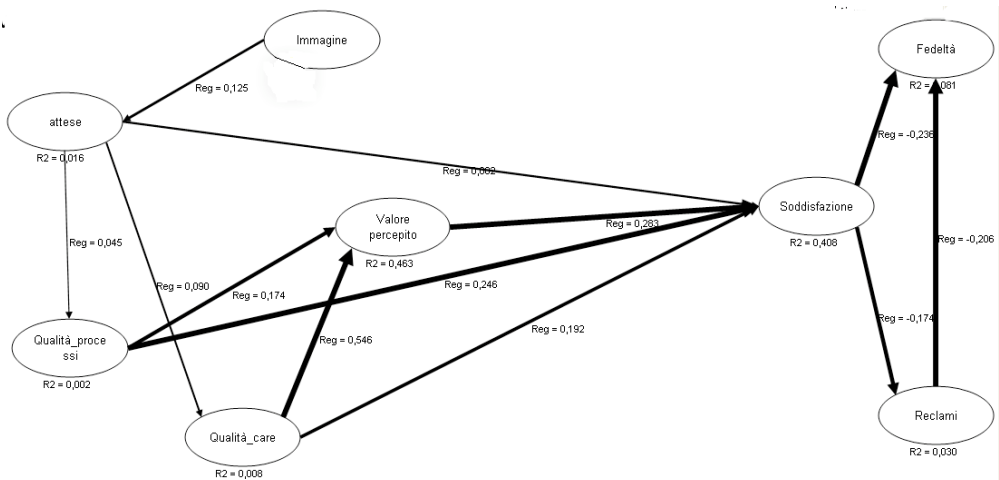 Immagine
Fedeltà
R2 = 0,081
Reg = 0,125
attese
R2 = 0,016
Reg = -0,236
Reg = 0,062
Soddisfazione
R2 = 0,408
Valore
percepito
R2 = 0,463
Reg = 0,283
Reg = 0,045
Reg = -0,206
Reg = 0,090
Reg = 0,174
Reg = 0,246
Reg = -0,174
Reg = 0,192
Qualità_proce
ssi
R2 = 0,002
Reg = 0,546
Qualità_care
R2 = 0,008
Reclami
R2 = 0,030